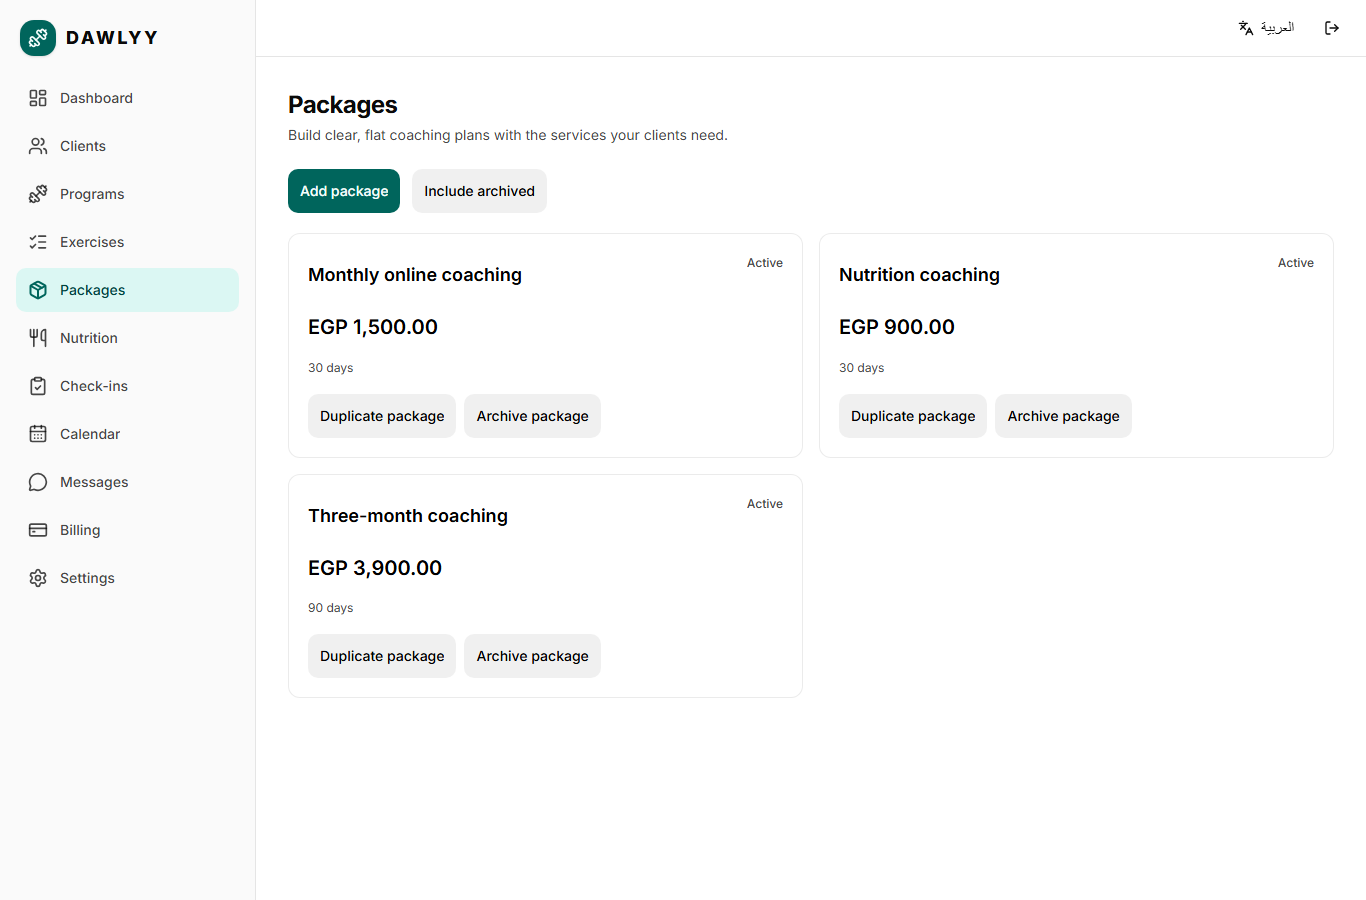 DAWLYY
العربية
Dashboard
Clients
Programs
Exercises
Packages
Nutrition
Check-ins
Calendar
Messages
Billing
Settings
Packages
Build clear, flat coaching plans with the services your clients need.
Add package
Include archived
Monthly online coaching
Active
EGP 1,500.00
30 days
Duplicate package
Archive package
Nutrition coaching
Active
EGP 900.00
30 days
Duplicate package
Archive package
Three-month coaching
Active
EGP 3,900.00
90 days
Duplicate package
Archive package